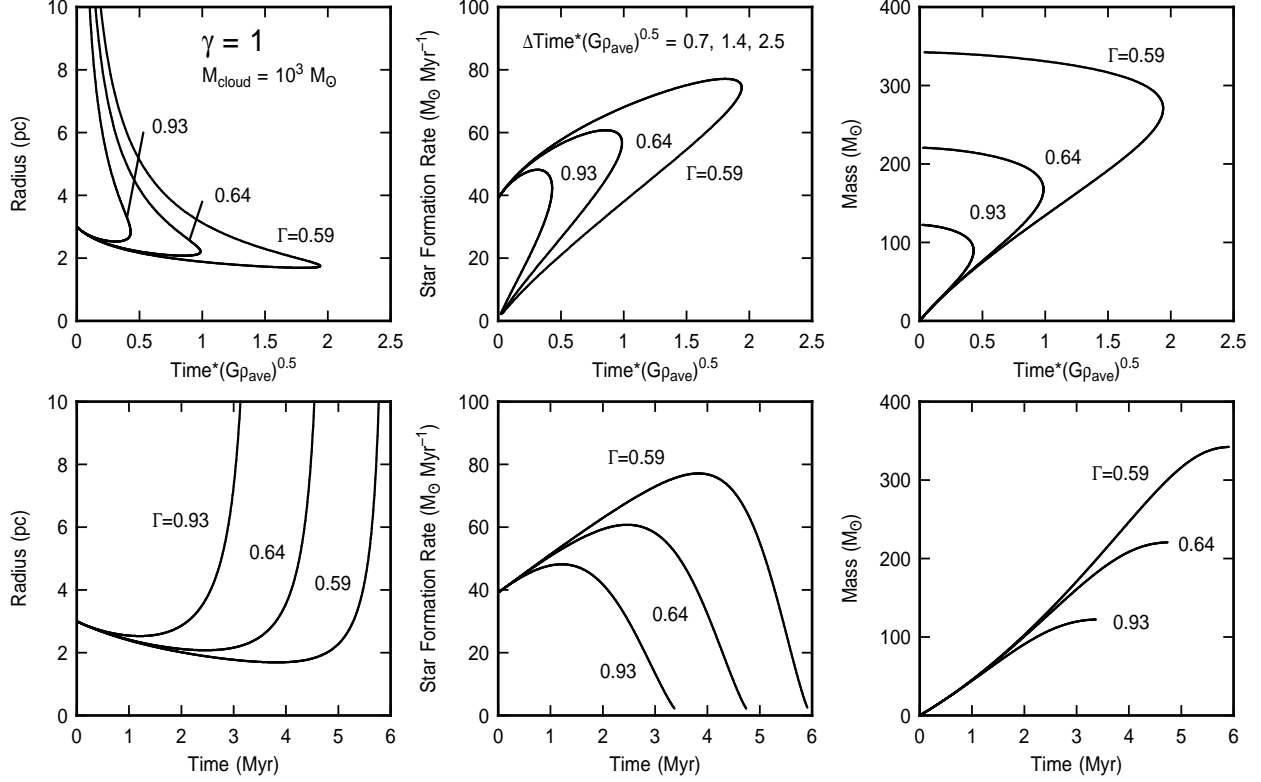 10
8
6
4
2
0
Radius (pc)
γ = 1
M_cloud = 10³ M_⊙
0.93
0.64
Γ=0.59
0 0.5 1 1.5 2 2.5
Time*(Gρ_ave)^0.5
100
80
60
40
20
0
Star Formation Rate (M_⊙ Myr⁻¹)
ΔTime*(Gρ_ave)^0.5 = 0.7, 1.4, 2.5
0.64
0.93
Γ=0.59
0 0.5 1 1.5 2 2.5
Time*(Gρ_ave)^0.5
400
300
200
100
0
Mass (M_⊙)
Γ=0.59
0.64
0.93
0 0.5 1 1.5 2 2.5
Time*(Gρ_ave)^0.5
10
8
6
4
2
0
Radius (pc)
Γ=0.93
0.64
0.59
0 1 2 3 4 5 6
Time (Myr)
100
80
60
40
20
0
Star Formation Rate (M_⊙ Myr⁻¹)
Γ=0.59
0.64
0.93
0 1 2 3 4 5 6
Time (Myr)
400
300
200
100
0
Mass (M_⊙)
Γ=0.59
0.64
0.93
0 1 2 3 4 5 6
Time (Myr)